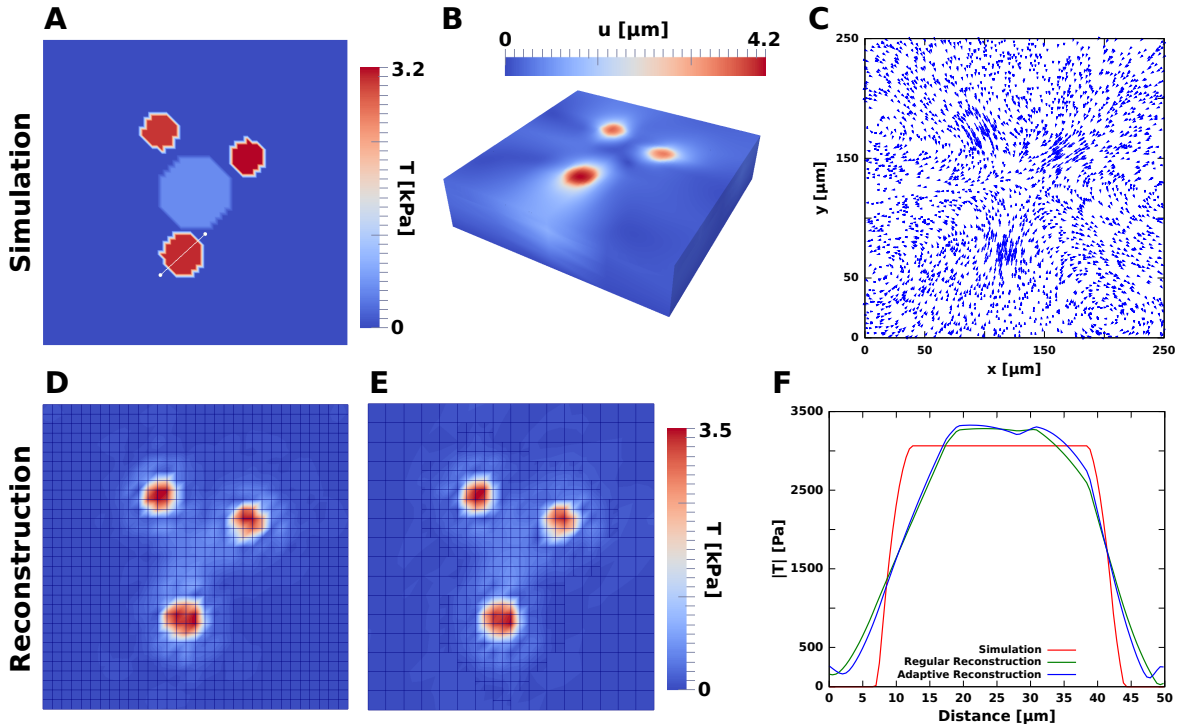 A
B
C
Simulation
3.2
T [kPa]
0
u [µm]
0
4.2
250
150
y [µm]
50
0
0
50
150
250
x [µm]
D
E
F
Reconstruction
3.5
T [kPa]
0
3500
2500
|T| [Pa]
1500
500
0
Simulation
Regular Reconstruction
Adaptive Reconstruction
0 5 10 15 20 25 30 35 40 45 50
Distance [µm]